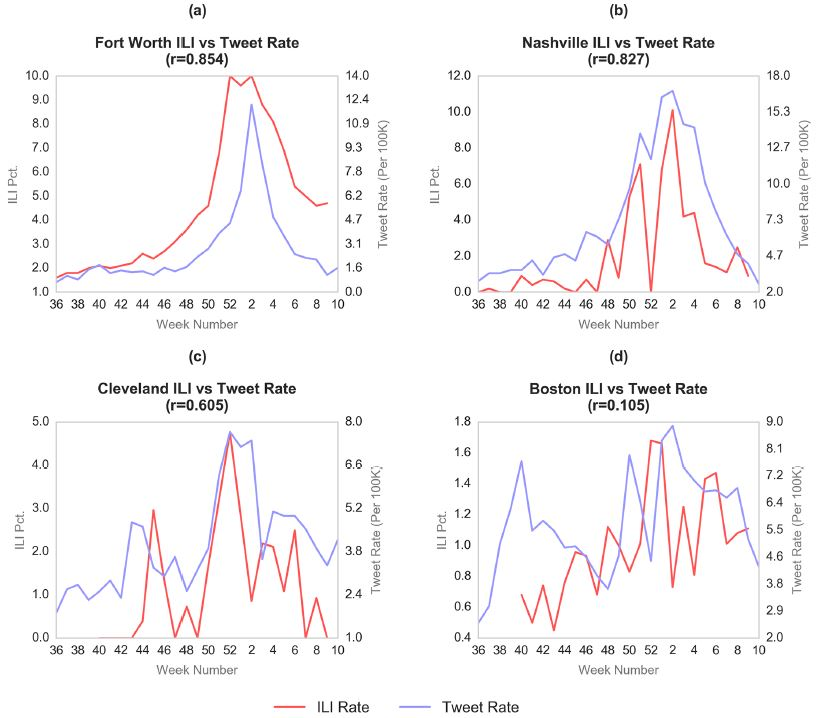 (a)
Fort Worth ILI vs Tweet Rate
(r=0.854)
10.0
9.0
8.0
7.0
6.0
5.0
4.0
3.0
2.0
1.0
ILI Pct.
14.0
12.4
10.9
9.3
7.8
6.2
4.7
3.1
1.6
0.0
Tweet Rate (Per 100K)
36 38 40 42 44 46 48 50 52 2 4 6 8 10
Week Number
(b)
Nashville ILI vs Tweet Rate
(r=0.827)
12.0
10.0
8.0
6.0
4.0
2.0
0.0
ILI Pct.
18.0
15.3
12.7
10.0
7.3
4.7
2.0
Tweet Rate (Per 100K)
36 38 40 42 44 46 48 50 52 2 4 6 8 10
Week Number
(c)
Cleveland ILI vs Tweet Rate
(r=0.605)
5.0
4.0
3.0
2.0
1.0
0.0
ILI Pct.
8.0
6.6
5.2
3.8
2.4
1.0
Tweet Rate (Per 100K)
36 38 40 42 44 46 48 50 52 2 4 6 8 10
Week Number
(d)
Boston ILI vs Tweet Rate
(r=0.105)
1.8
1.6
1.4
1.2
1.0
0.8
0.6
0.4
ILI Pct.
9.0
8.1
7.2
6.4
5.5
4.6
3.8
2.9
2.0
Tweet Rate (Per 100K)
36 38 40 42 44 46 48 50 52 2 4 6 8 10
Week Number
ILI Rate
Tweet Rate